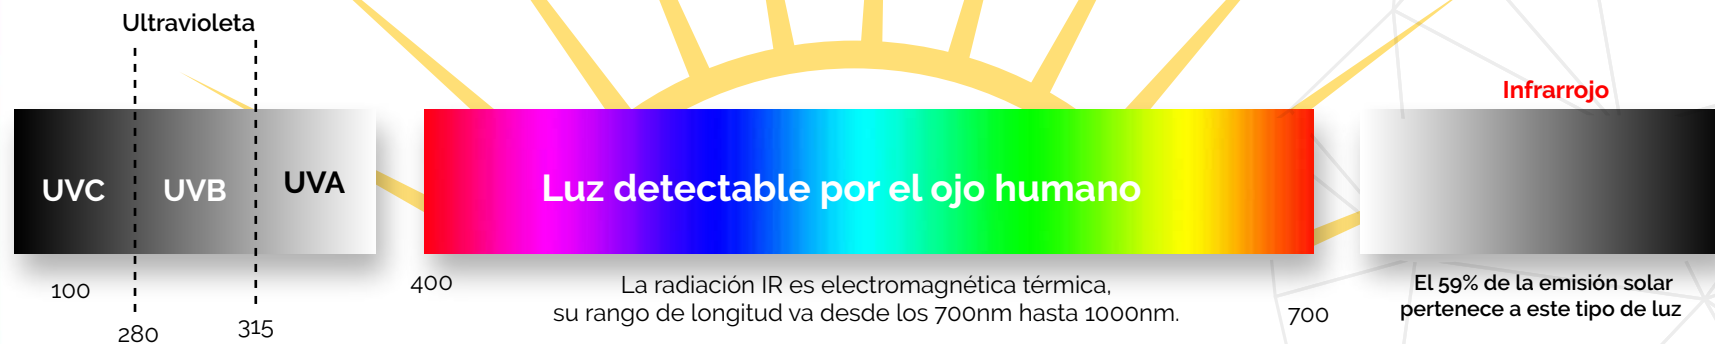 Ultravioleta
Infrarrojo
UVC
UVB
UVA
Luz detectable por el ojo humano
100
280
315
400
La radiación IR es electromagnética térmica,
su rango de longitud va desde los 700nm hasta 1000nm.
700
El 59% de la emisión solar
pertenece a este tipo de luz